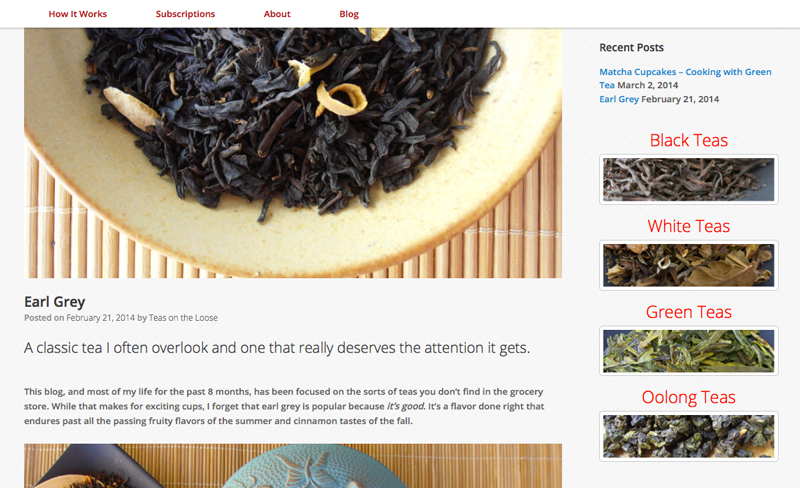 How It Works Subscriptions About Blog
Earl Grey
Posted on February 21, 2014 by Teas on the Loose
A classic tea I often overlook and one that really deserves the attention it gets.
This blog, and most of my life for the past 8 months, has been focused on the sorts of teas you don't find in the grocery
store. While that makes for exciting cups, I forget that earl grey is popular because it's good. It's a flavor done right that
endures past all the passing fruity flavors of the summer and cinnamon tastes of the fall.
Recent Posts
Matcha Cupcakes – Cooking with Green
Tea March 2, 2014
Earl Grey February 21, 2014
Black Teas
White Teas
Green Teas
Oolong Teas